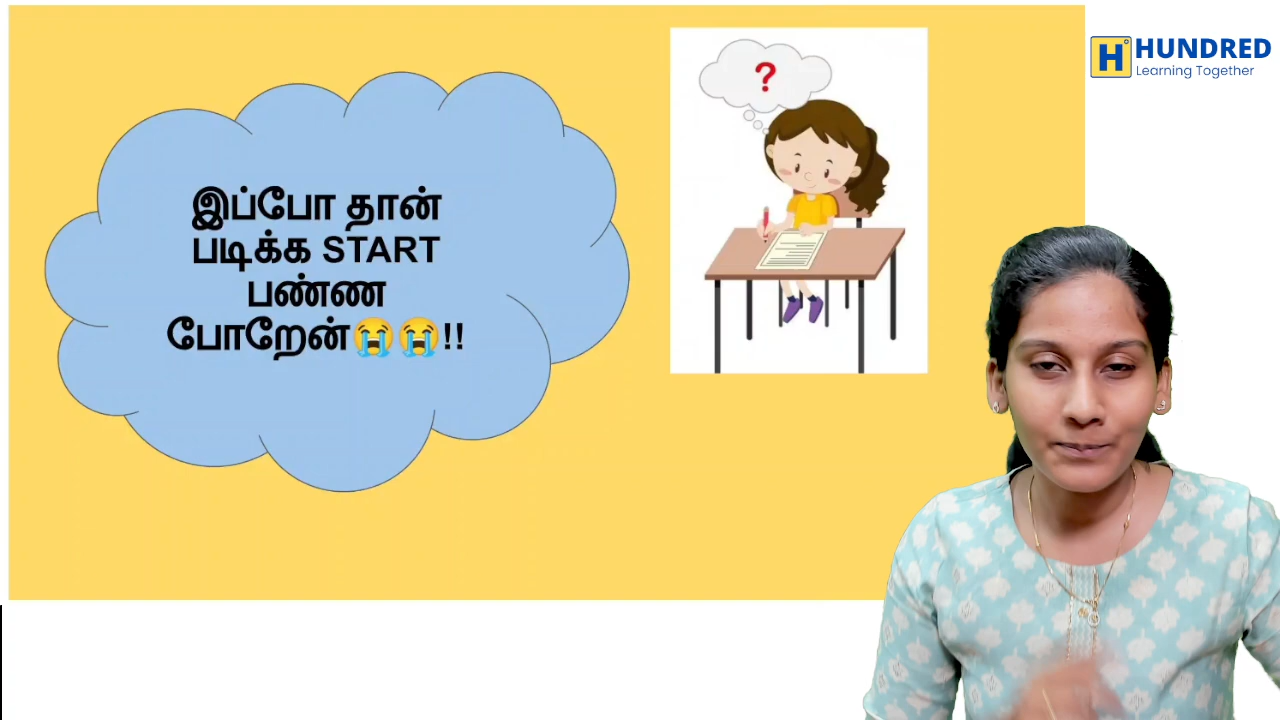 இப்போ தான்
படிக்க START
பண்ண
போறேன்😭😭!!
?
H°
HUNDRED
Learning Together